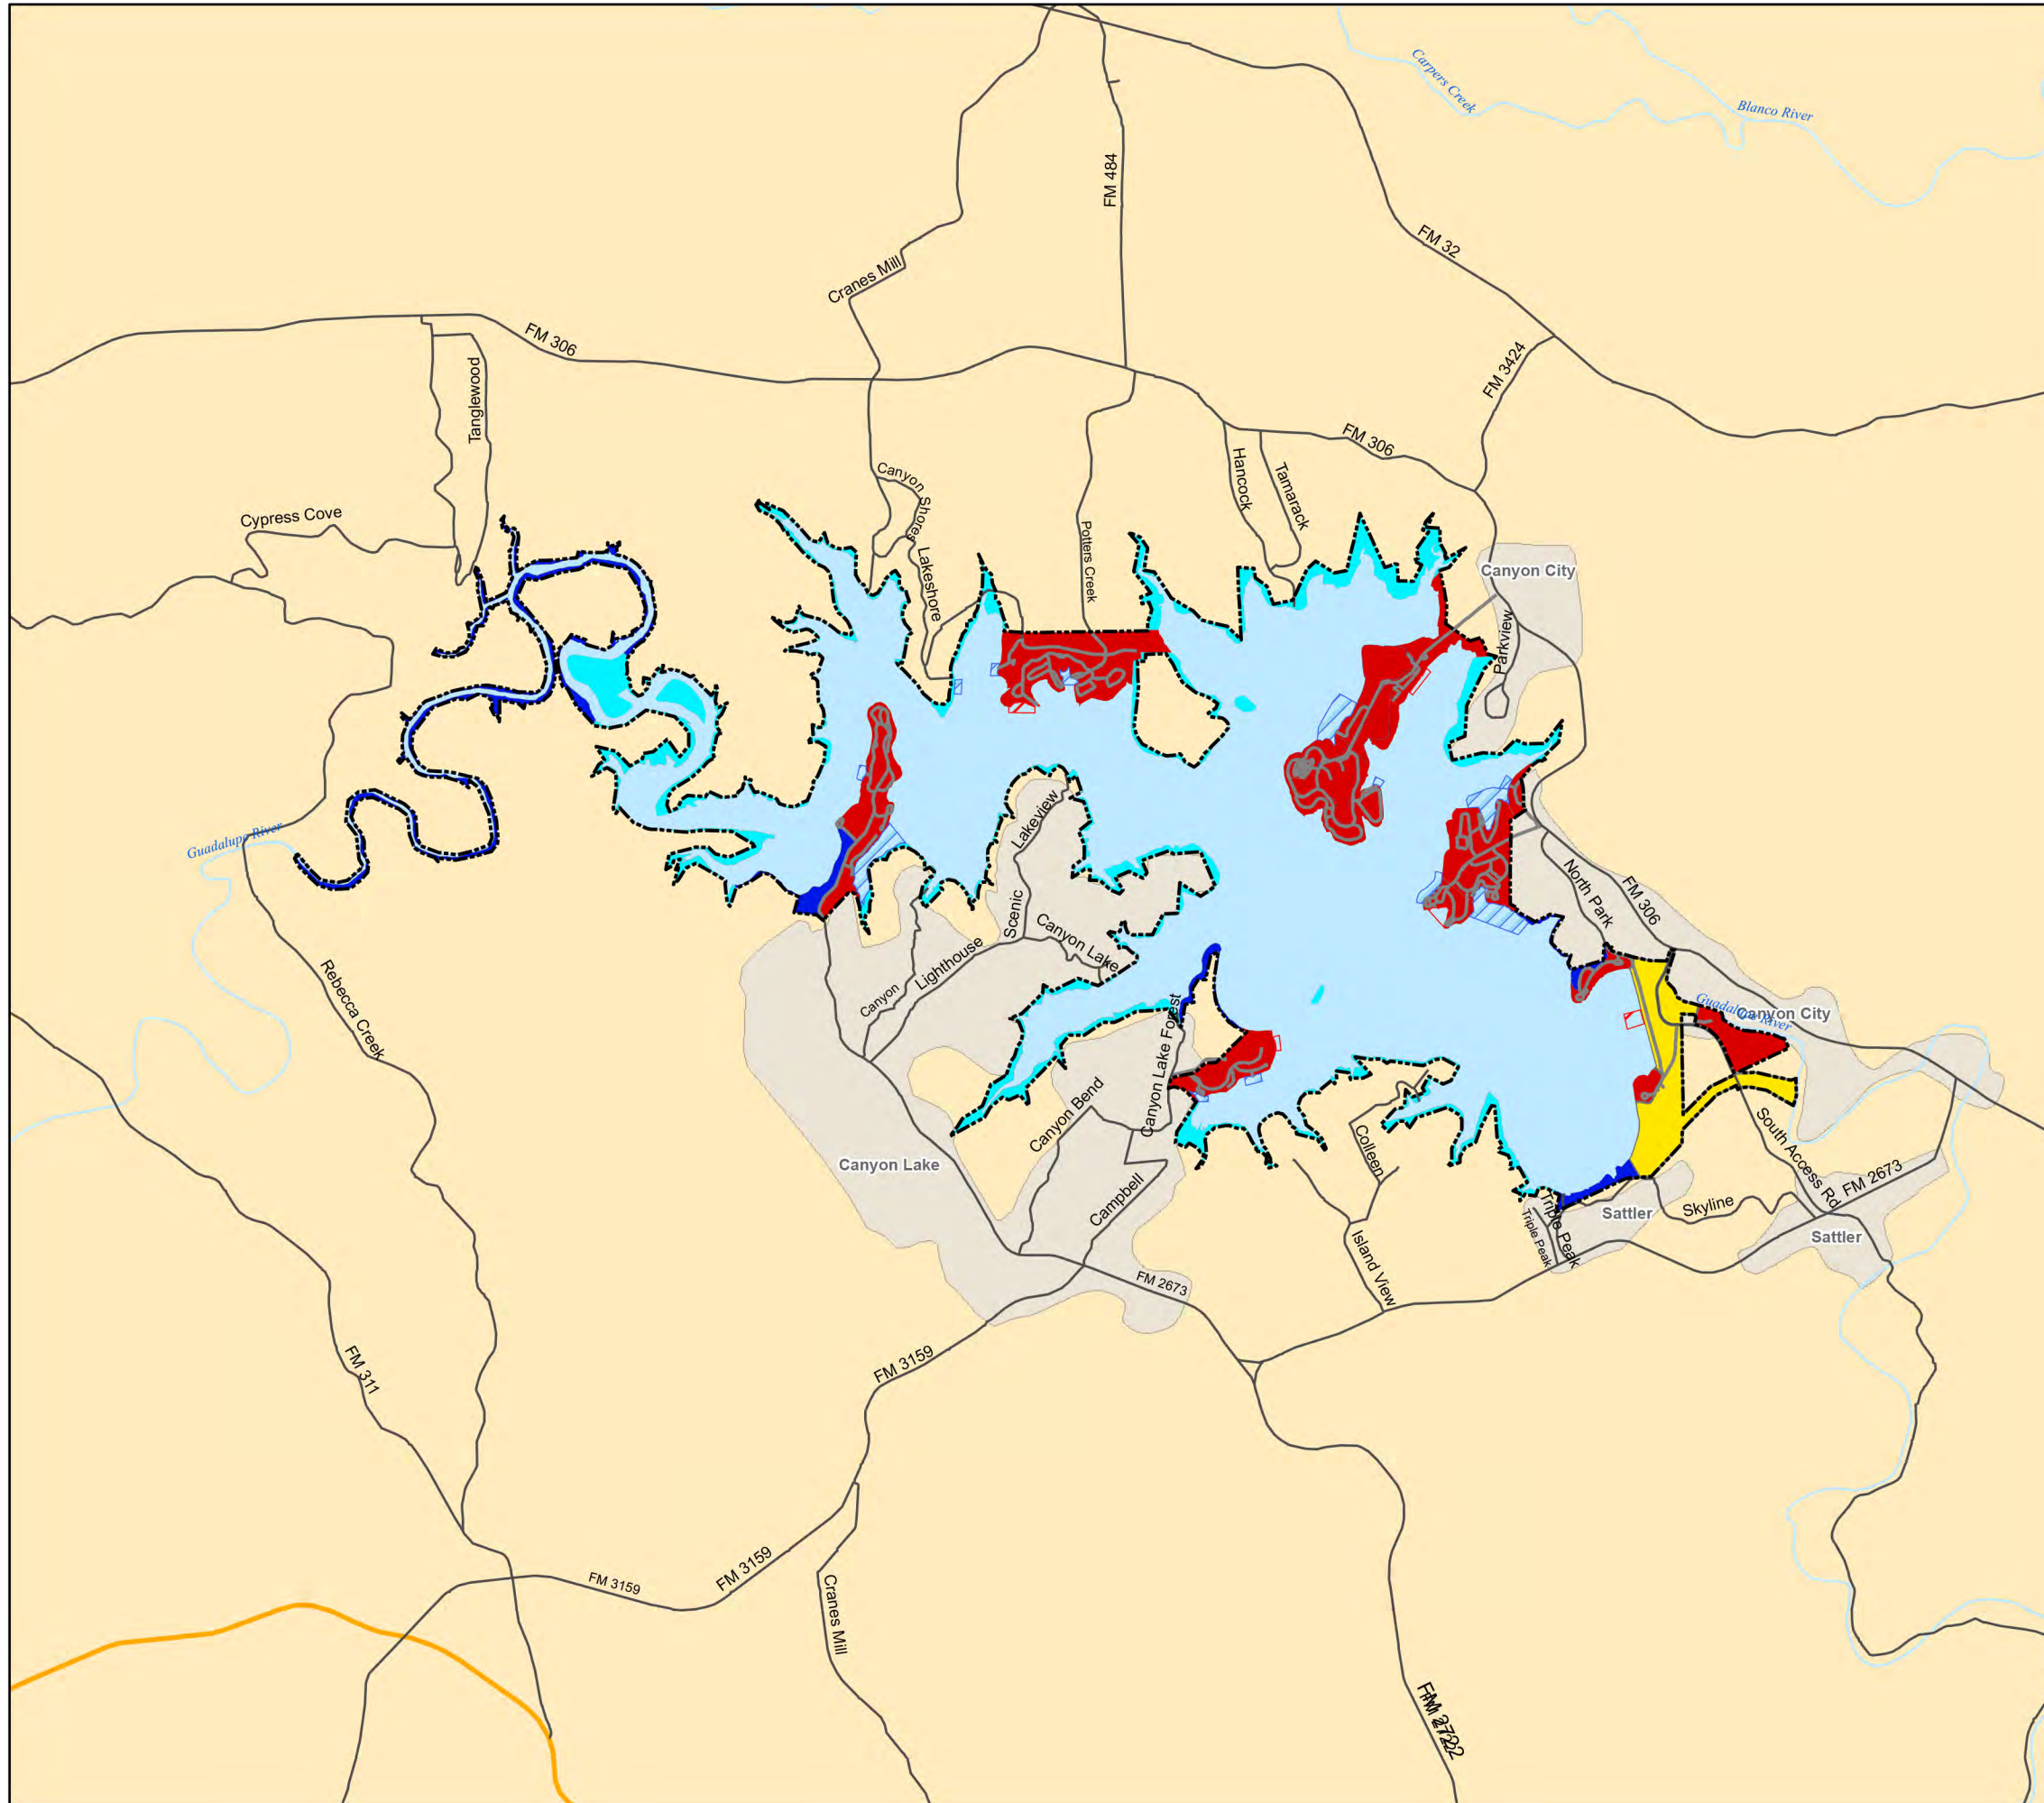 Carpers Creek
Blanco River
FM 484
FM 32
Cranes Mill
FM 306
FM 3424
Tanglewood
FM 306
Canyon Shores
Hancock
Tamarack
Cypress Cove
Potters Creek
Lakeshore
Canyon City
Parkview
Guadalupe River
Lakeview
North Park
FM 306
Scenic
Canyon Lake
Lighthouse
Canyon
Rebecca Creek
Canyon Lake Forest
Guadalupe River
Canyon City
Canyon Bend
Colleen
South Access Rd
Canyon Lake
Campbell
FM 2673
Skyline
Sattler
Triple Peak
Triple Peak
Sattler
Island View
FM 2673
FM 311
FM 3159
FM 3159
FM 3159
Cranes Mill
FM 2722